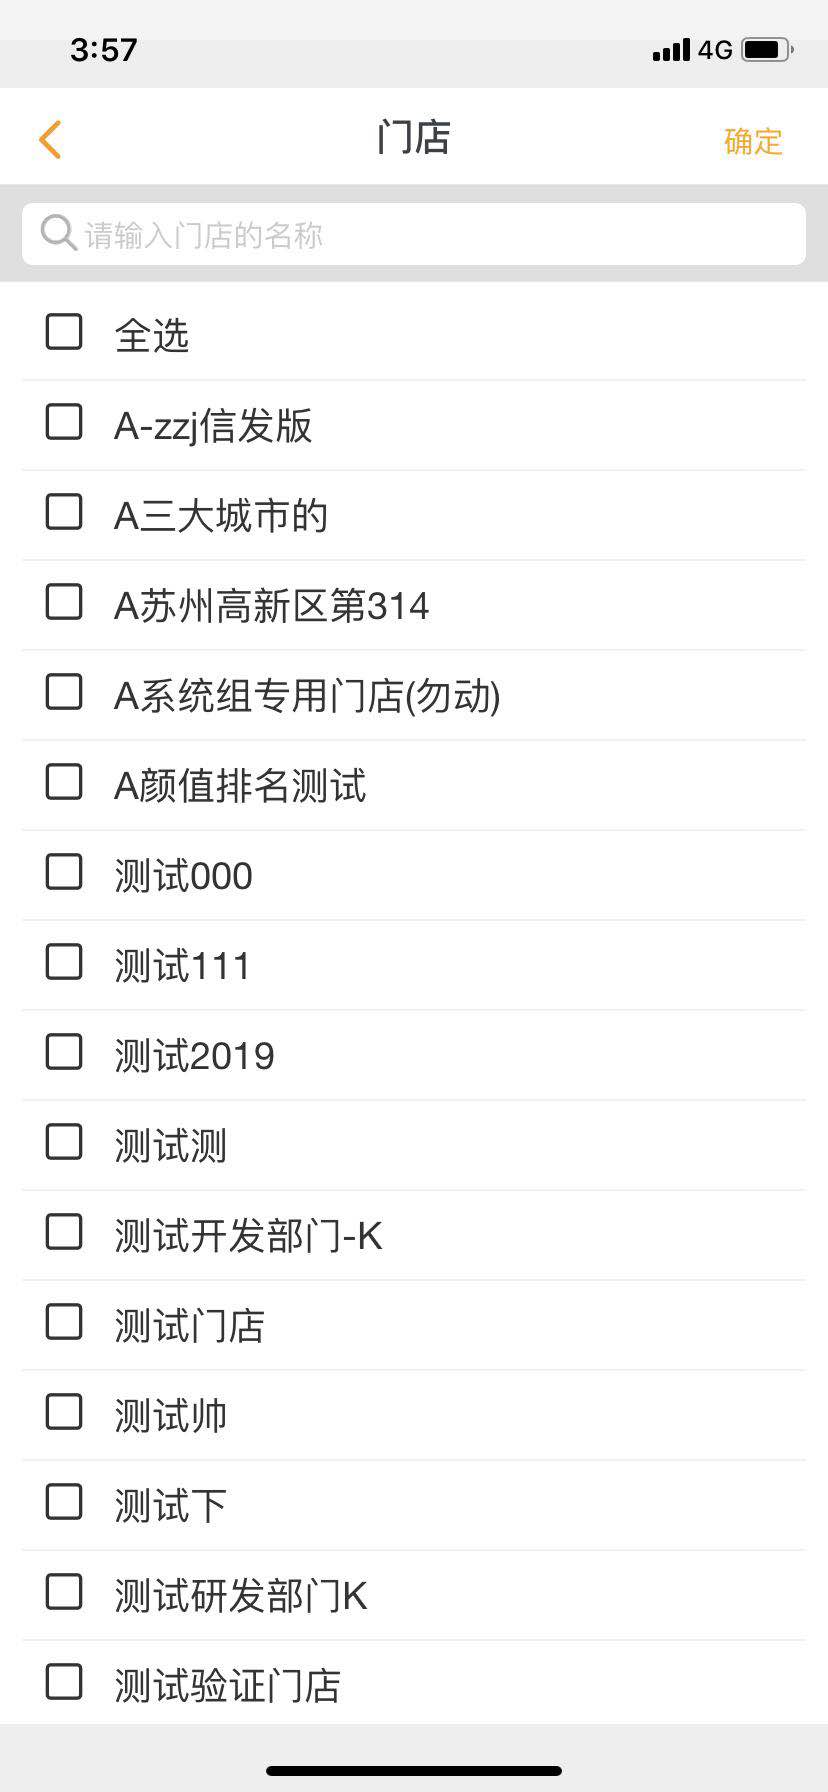 3:57
4G
门店
确定
请输入门店的名称
全选
A-zzj信发版
A三大城市的
A苏州高新区第314
A系统组专用门店(勿动)
A颜值排名测试
测试000
测试111
测试2019
测试测
测试开发部门-K
测试门店
测试帅
测试下
测试研发部门K
测试验证门店